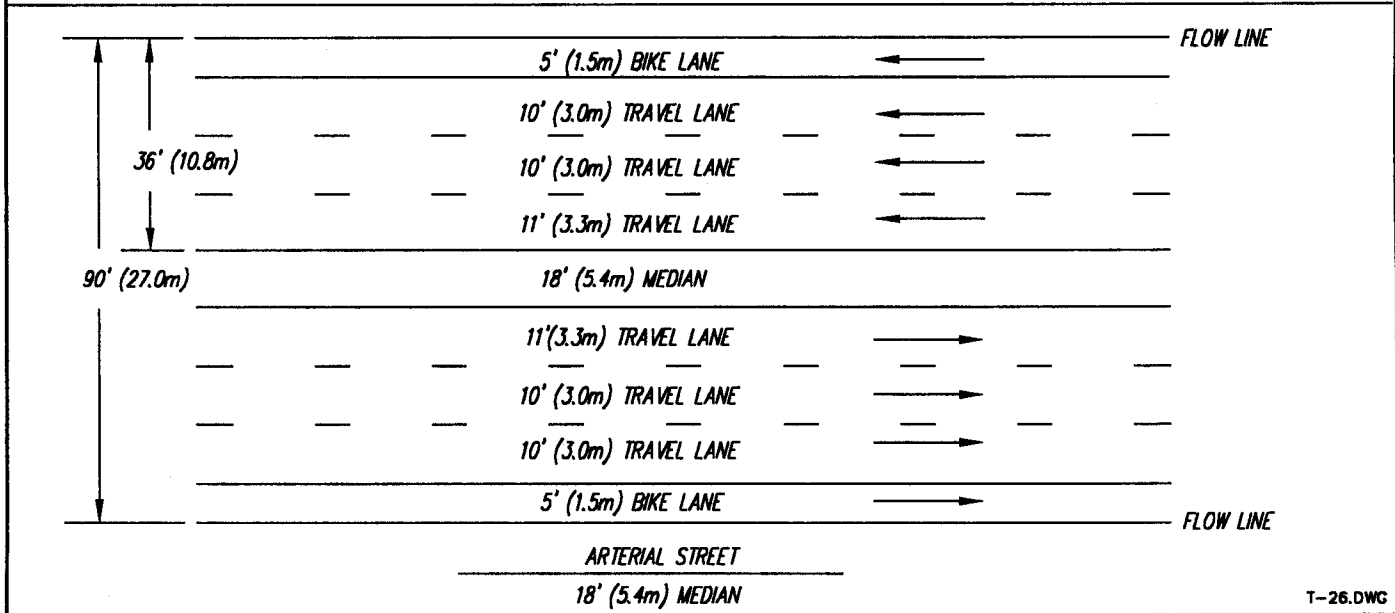 FLOW LINE
5' (1.5m) BIKE LANE
10' (3.0m) TRAVEL LANE
36' (10.8m)
10' (3.0m) TRAVEL LANE
11' (3.3m) TRAVEL LANE
90' (27.0m)
18' (5.4m) MEDIAN
11'(3.3m) TRAVEL LANE
10' (3.0m) TRAVEL LANE
10' (3.0m) TRAVEL LANE
5' (1.5m) BIKE LANE
FLOW LINE
ARTERIAL STREET
18' (5.4m) MEDIAN
T-26.DWG